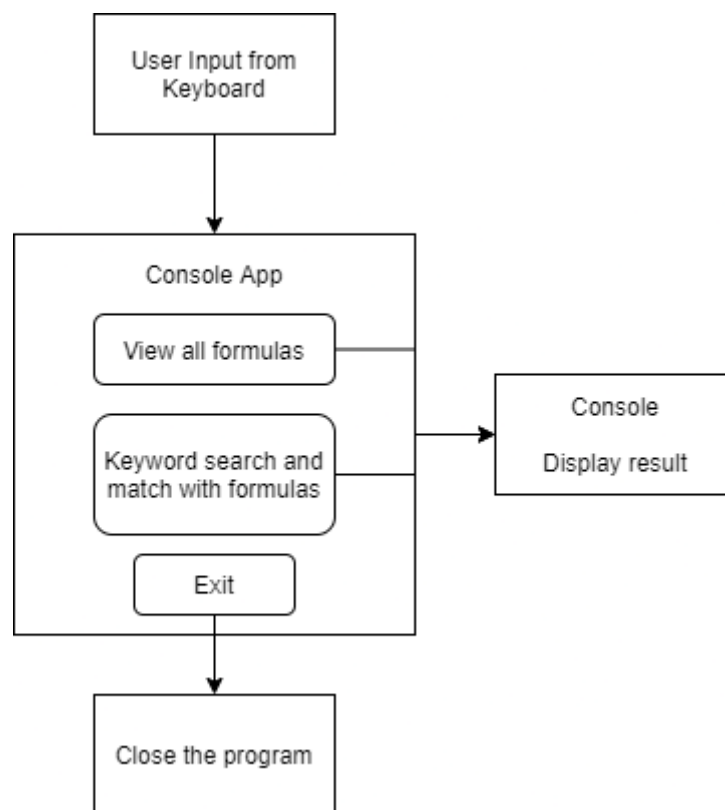 User Input from
Keyboard
Console App
View all formulas
Keyword search and
match with formulas
Exit
Console
Display result
Close the program